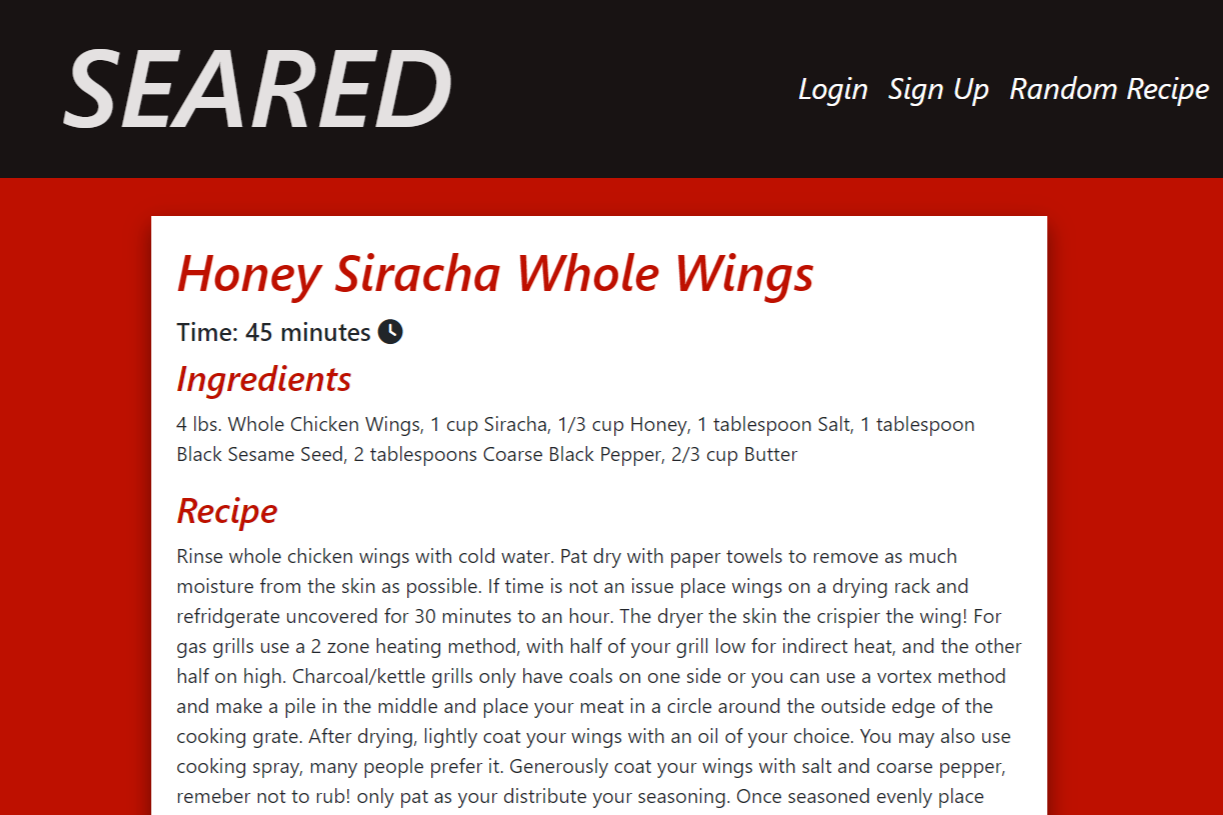 SEARED
Login Sign Up Random Recipe
Honey Siracha Whole Wings
Time: 45 minutes
Ingredients
4 lbs. Whole Chicken Wings, 1 cup Siracha, 1/3 cup Honey, 1 tablespoon Salt, 1 tablespoon
Black Sesame Seed, 2 tablespoons Coarse Black Pepper, 2/3 cup Butter
Recipe
Rinse whole chicken wings with cold water. Pat dry with paper towels to remove as much
moisture from the skin as possible. If time is not an issue place wings on a drying rack and
refridgerate uncovered for 30 minutes to an hour. The dryer the skin the crispier the wing! For
gas grills use a 2 zone heating method, with half of your grill low for indirect heat, and the other
half on high. Charcoal/kettle grills only have coals on one side or you can use a vortex method
and make a pile in the middle and place your meat in a circle around the outside edge of the
cooking grate. After drying, lightly coat your wings with an oil of your choice. You may also use
cooking spray, many people prefer it. Generously coat your wings with salt and coarse pepper,
remeber not to rub! only pat as your distribute your seasoning. Once seasoned evenly place